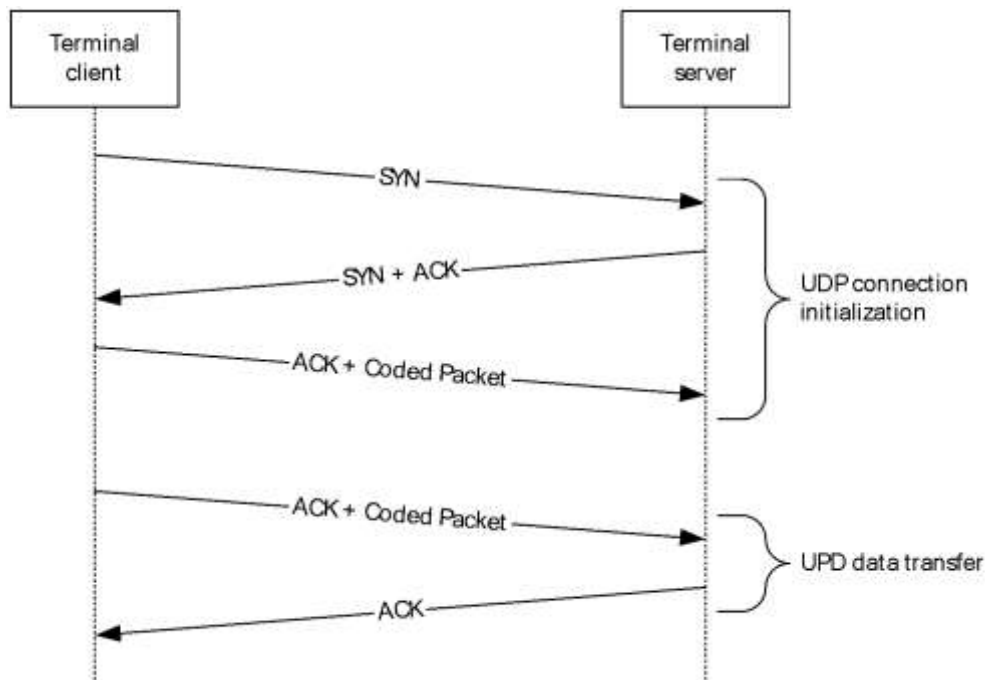 Terminal
client
Terminal
server
SYN
SYN + ACK
UDP connection
initialization
ACK + Coded Packet
ACK + Coded Packet
UPD data transfer
ACK